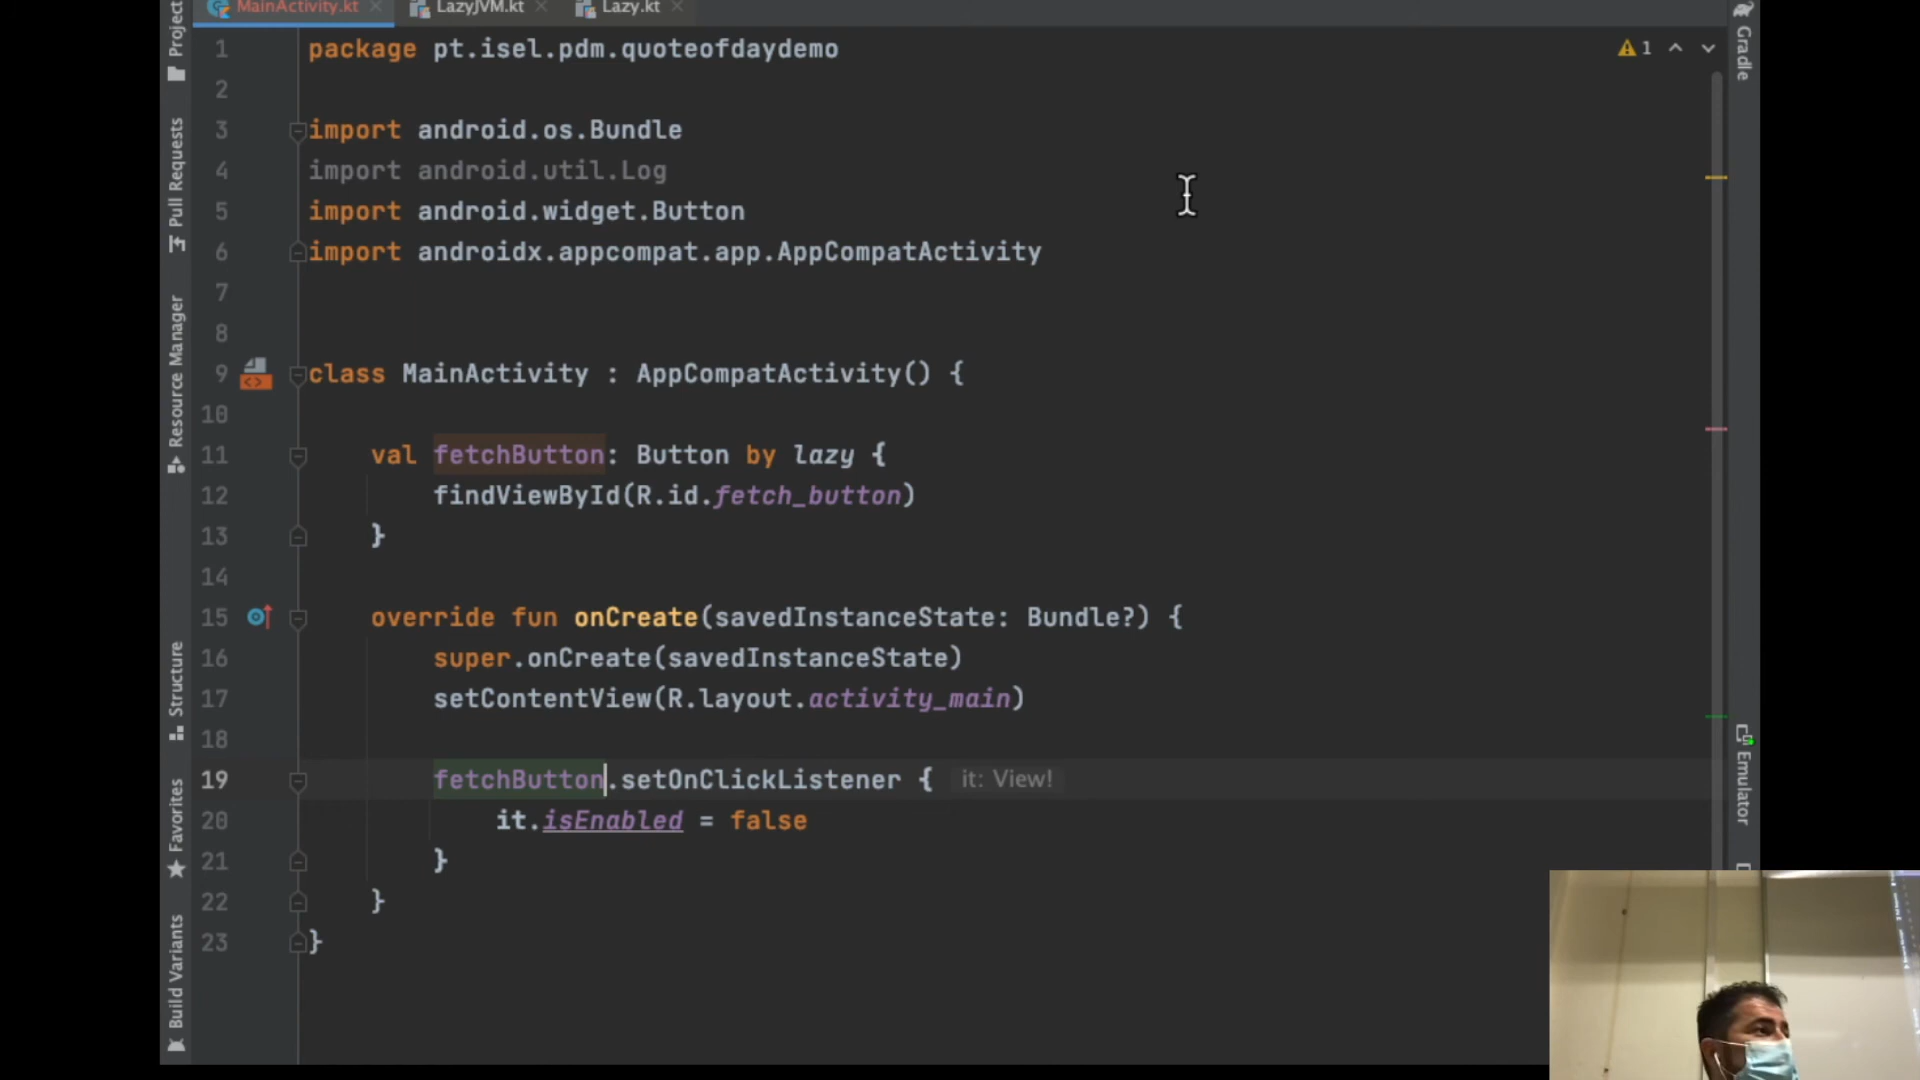 MainActivity.kt
LazyJVM.kt
Lazy.kt
Project
Pull Requests
Resource Manager
Structure
Favorites
Build Variants
1 package pt.isel.pdm.quoteofdaydemo
2
3 import android.os.Bundle
4 import android.util.Log
5 import android.widget.Button
6 import androidx.appcompat.app.AppCompatActivity
7
8
9 class MainActivity : AppCompatActivity() {
10
11 val fetchButton: Button by lazy {
12 findViewById(R.id.fetch_button)
13 }
14
15 override fun onCreate(savedInstanceState: Bundle?) {
16 super.onCreate(savedInstanceState)
17 setContentView(R.layout.activity_main)
18
19 fetchButton.setOnClickListener { it: View!
20 it.isEnabled = false
21 }
22 }
23 }
1
Gradle
Emulator